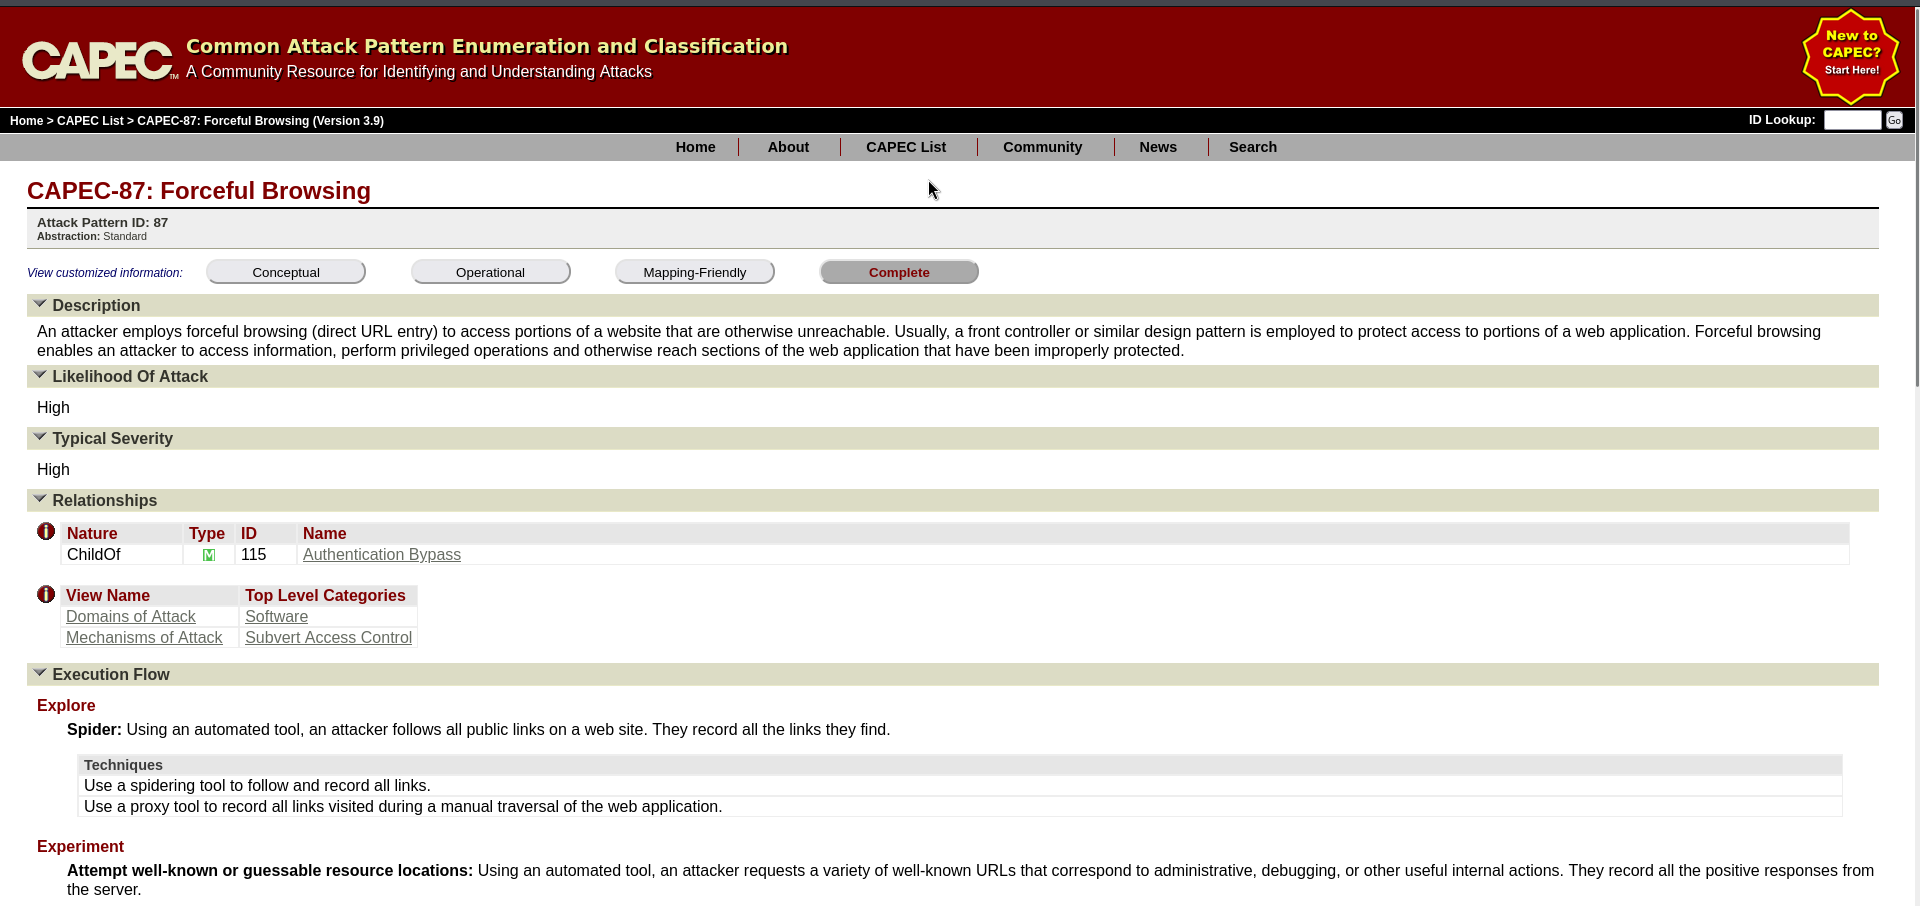 CAPEC™
Common Attack Pattern Enumeration and Classification
A Community Resource for Identifying and Understanding Attacks
New to
CAPEC?
Start Here!
Home > CAPEC List > CAPEC-87: Forceful Browsing (Version 3.9)
ID Lookup: Go
Home About CAPEC List Community News Search
CAPEC-87: Forceful Browsing
Attack Pattern ID: 87
Abstraction: Standard
View customized information: Conceptual Operational Mapping-Friendly Complete
Description
An attacker employs forceful browsing (direct URL entry) to access portions of a website that are otherwise unreachable. Usually, a front controller or similar design pattern is employed to protect access to portions of a web application. Forceful browsing
enables an attacker to access information, perform privileged operations and otherwise reach sections of the web application that have been improperly protected.
Likelihood Of Attack
High
Typical Severity
High
Relationships
Nature Type ID Name
ChildOf M 115 Authentication Bypass
View Name Top Level Categories
Domains of Attack Software
Mechanisms of Attack Subvert Access Control
Execution Flow
Explore
Spider: Using an automated tool, an attacker follows all public links on a web site. They record all the links they find.
Techniques
Use a spidering tool to follow and record all links.
Use a proxy tool to record all links visited during a manual traversal of the web application.
Experiment
Attempt well-known or guessable resource locations: Using an automated tool, an attacker requests a variety of well-known URLs that correspond to administrative, debugging, or other useful internal actions. They record all the positive responses from
the server.